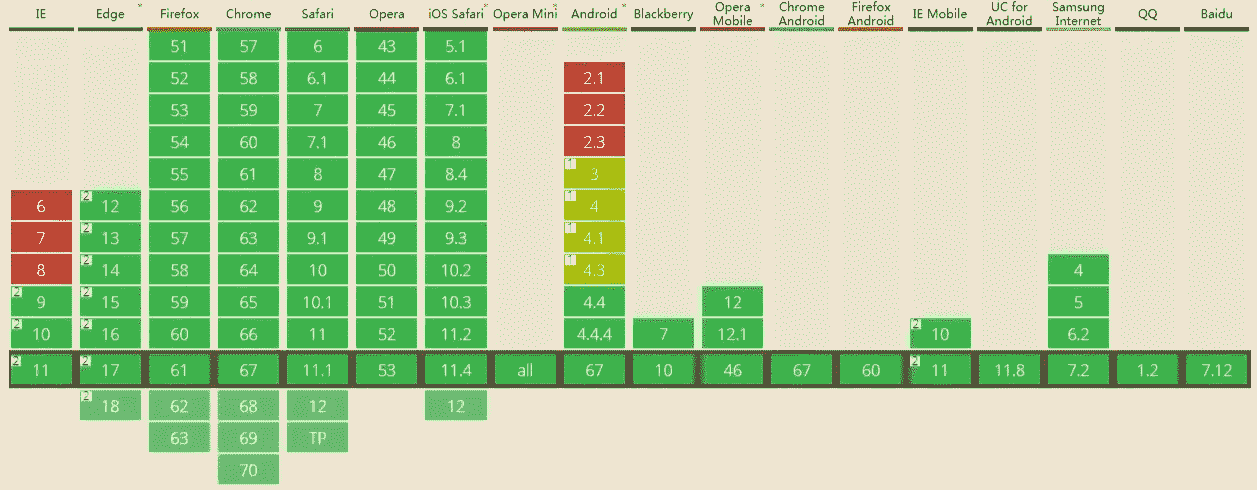 IE Edge Firefox Chrome Safari Opera iOS Safari Opera Mini Android Blackberry Opera Mobile Chrome Android Firefox Android IE Mobile UC for Android Samsung Internet QQ Baidu
51 57 6 43 5.1
52 58 6.1 44 6.1 2.1
53 59 7 45 7.1 2.2
54 60 7.1 46 8 2.3
55 61 8 47 8.4 1 3
6 2 12 56 62 9 48 9.2 1 4
7 2 13 57 63 9.1 49 9.3 1 4.1
8 2 14 58 64 10 50 10.2 1 4.3 4
2 9 2 15 59 65 10.1 51 10.3 4.4 12 5
2 10 2 16 60 66 11 52 11.2 4.4.4 7 12.1 2 10 6.2
2 11 2 17 61 67 11.1 53 11.4 all 67 10 46 67 60 2 11 11.8 7.2 1.2 7.12
2 18 62 68 12 12
63 69 TP
70